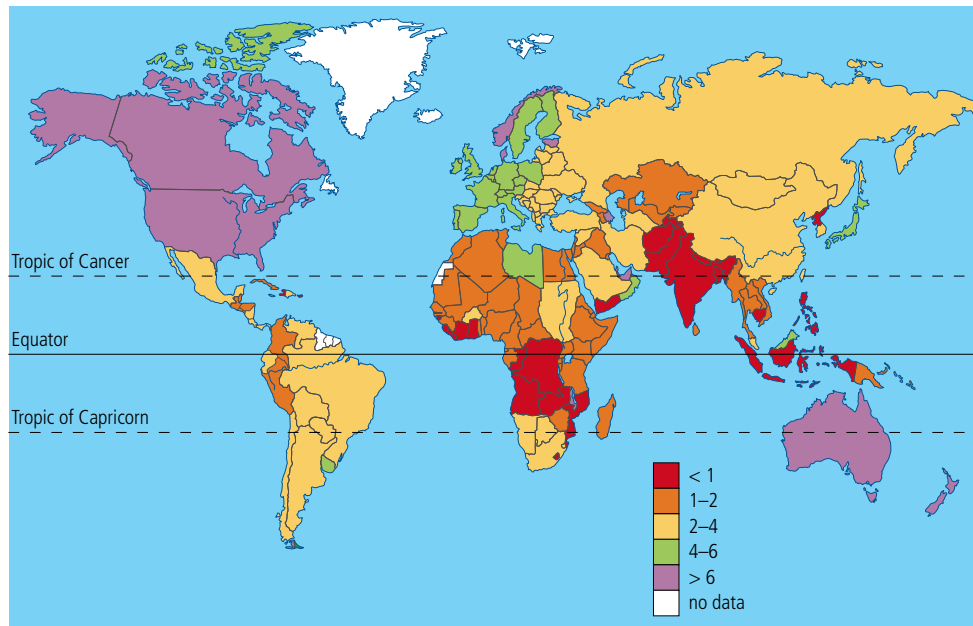 Tropic of Cancer
Equator
Tropic of Capricorn
< 1
1–2
2–4
4–6
> 6
no data